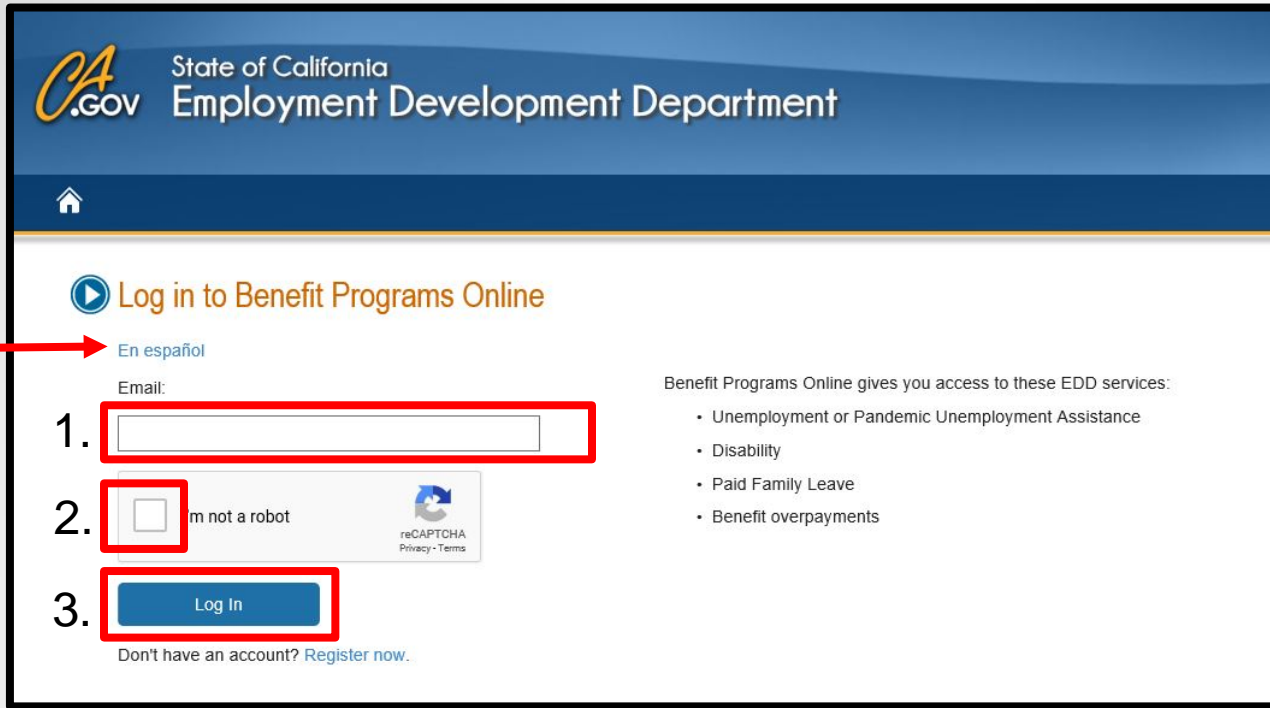 CA
.GOV
State of California
Employment Development Department
Log in to Benefit Programs Online
En español
Email:
1.
2.
I'm not a robot
reCAPTCHA
Privacy - Terms
3.
Log In
Don't have an account? Register now.
Benefit Programs Online gives you access to these EDD services:
• Unemployment or Pandemic Unemployment Assistance
• Disability
• Paid Family Leave
• Benefit overpayments